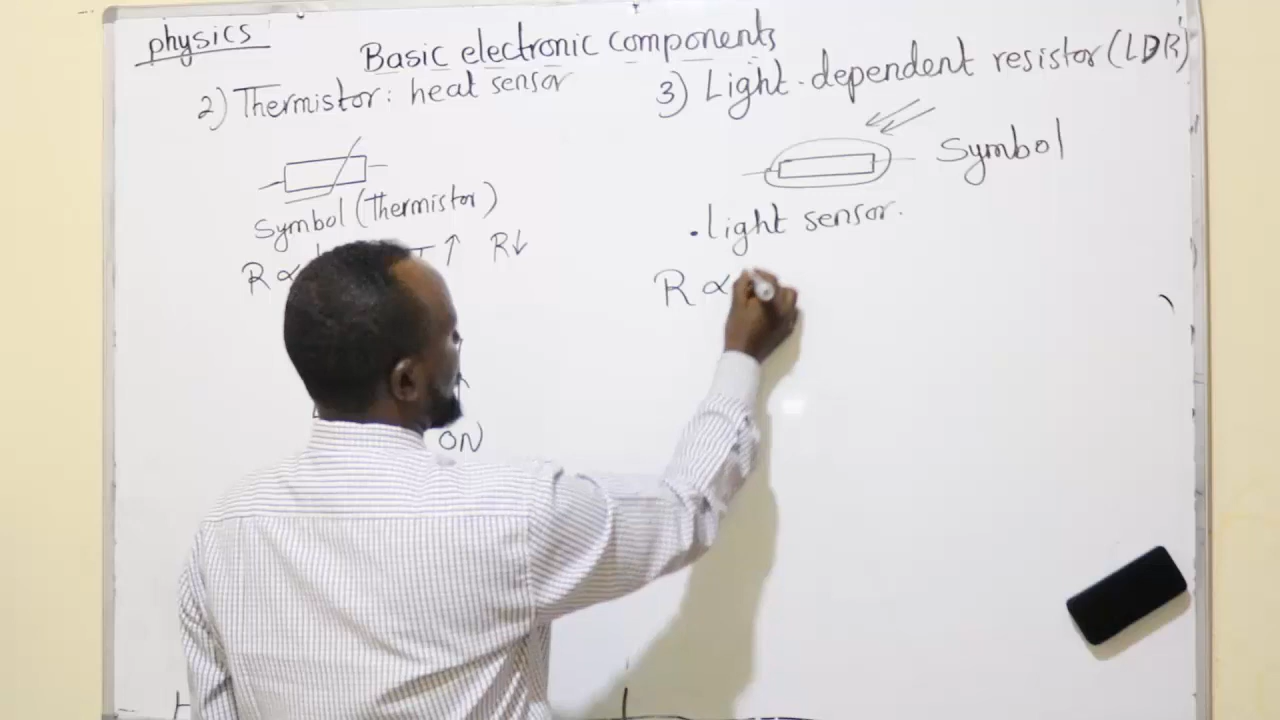 physics
Basic electronic components
2) Thermistor: heat sensor
Symbol (Thermistor)
R ∝
↑ R↓
ON
3) Light-dependent resistor (LDR)
Symbol
. light sensor.
R ∝